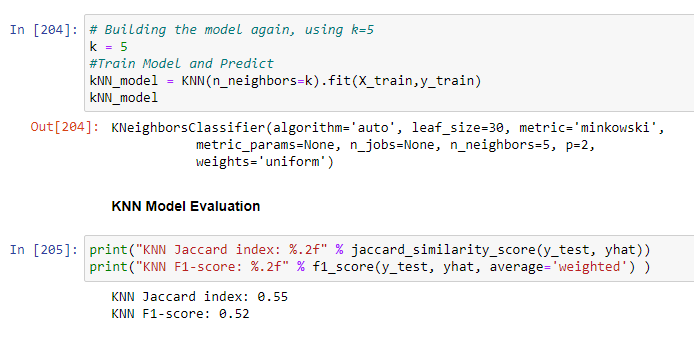 In [204]: # Building the model again, using k=5
k = 5
#Train Model and Predict
kNN_model = KNN(n_neighbors=k).fit(X_train,y_train)
kNN_model
Out[204]: KNeighborsClassifier(algorithm='auto', leaf_size=30, metric='minkowski',
metric_params=None, n_jobs=None, n_neighbors=5, p=2,
weights='uniform')
KNN Model Evaluation
In [205]: print("KNN Jaccard index: %.2f" % jaccard_similarity_score(y_test, yhat))
print("KNN F1-score: %.2f" % f1_score(y_test, yhat, average='weighted') )
KNN Jaccard index: 0.55
KNN F1-score: 0.52